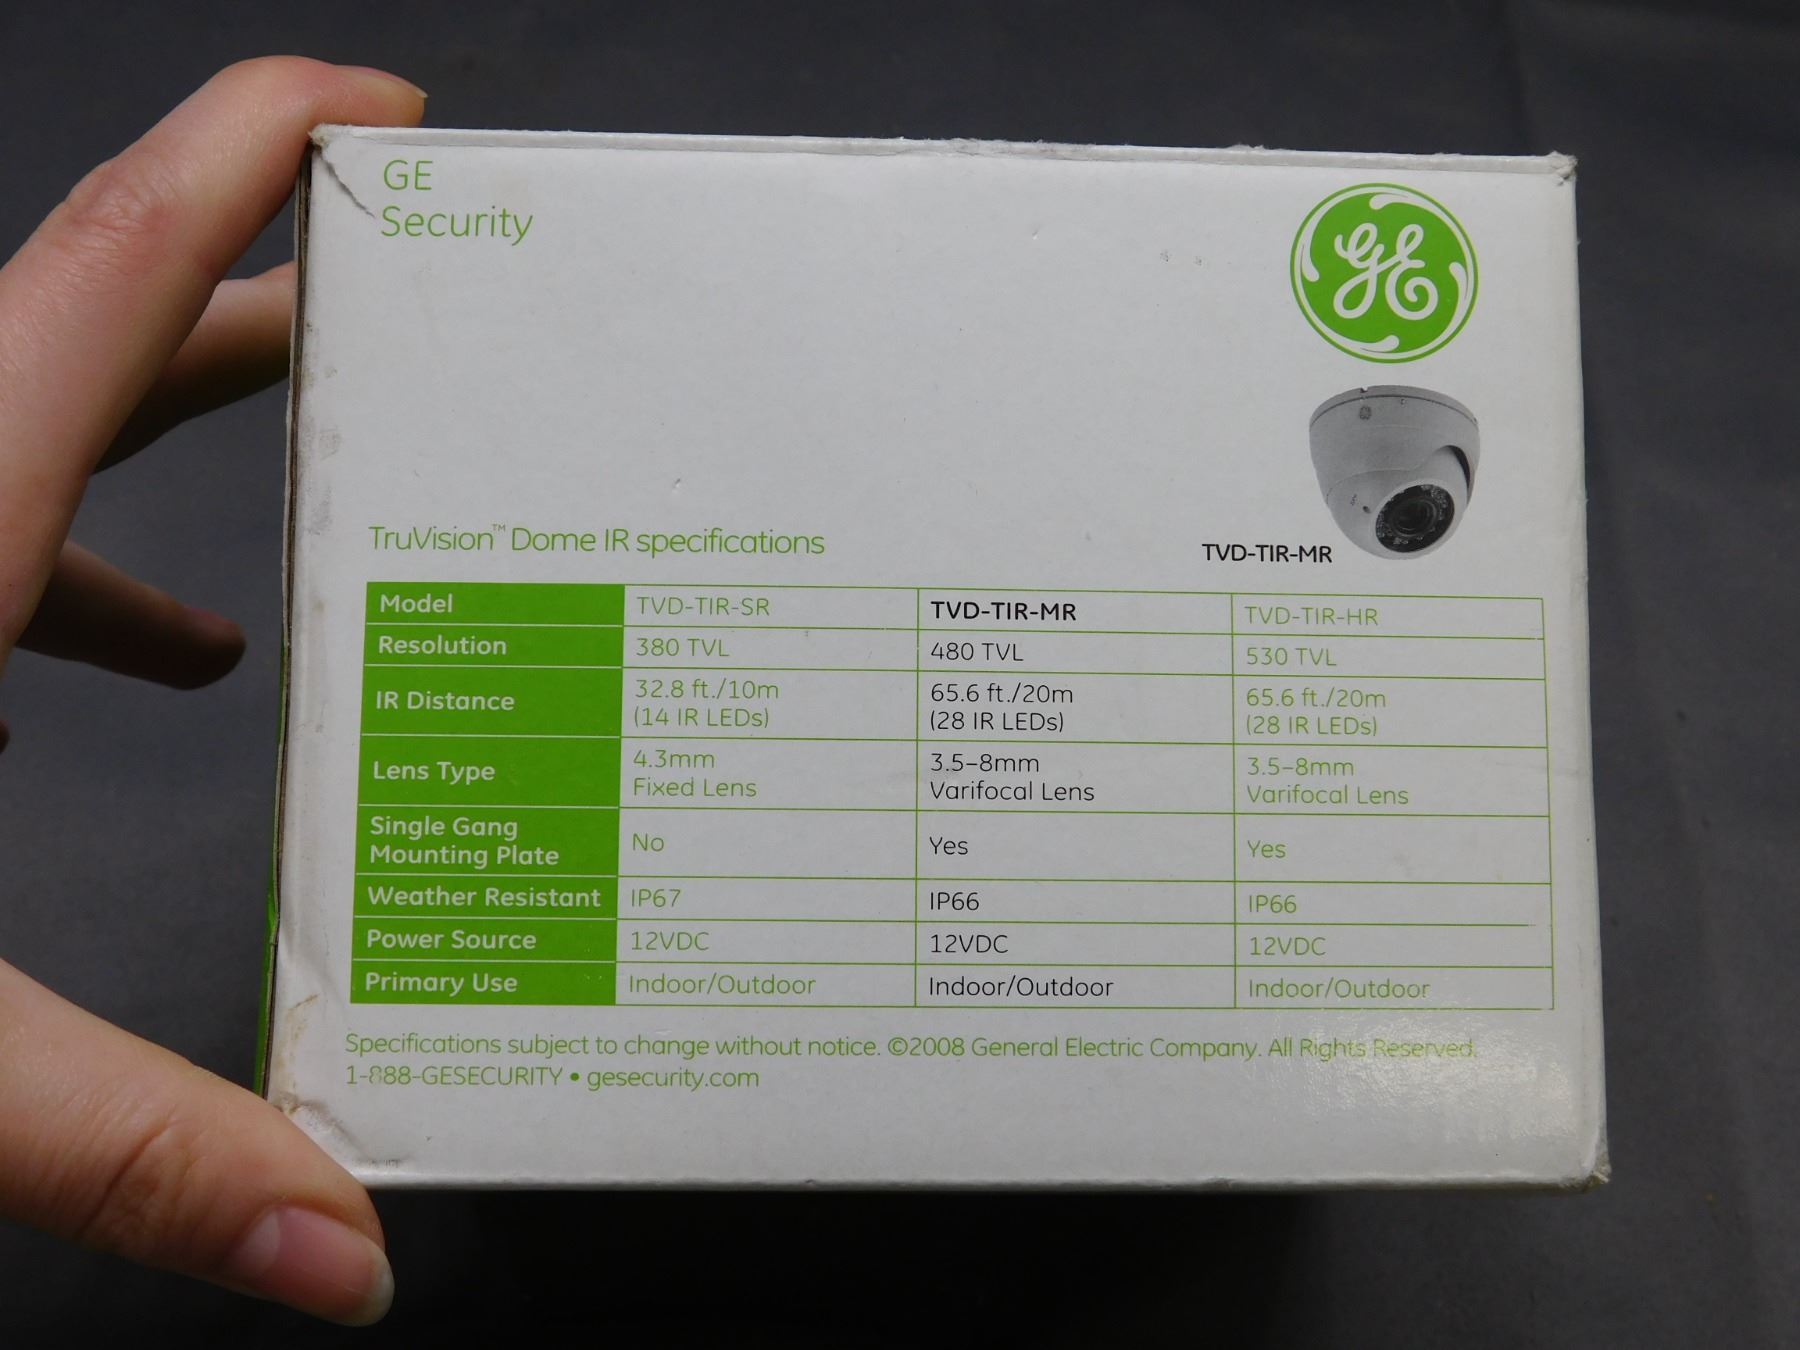 GE
Security
GE
TruVision™ Dome IR specifications
TVD-TIR-MR
Model TVD-TIR-SR TVD-TIR-MR TVD-TIR-HR
Resolution 380 TVL 480 TVL 530 TVL
IR Distance 32.8 ft./10m 65.6 ft./20m 65.6 ft./20m
(14 IR LEDs) (28 IR LEDs) (28 IR LEDs)
Lens Type 4.3mm 3.5–8mm 3.5–8mm
Fixed Lens Varifocal Lens Varifocal Lens
Single Gang
Mounting Plate No Yes Yes
Weather Resistant IP67 IP66 IP66
Power Source 12VDC 12VDC 12VDC
Primary Use Indoor/Outdoor Indoor/Outdoor Indoor/Outdoor
Specifications subject to change without notice. ©2008 General Electric Company. All Rights Reserved.
1-888-GESECURITY • gesecurity.com